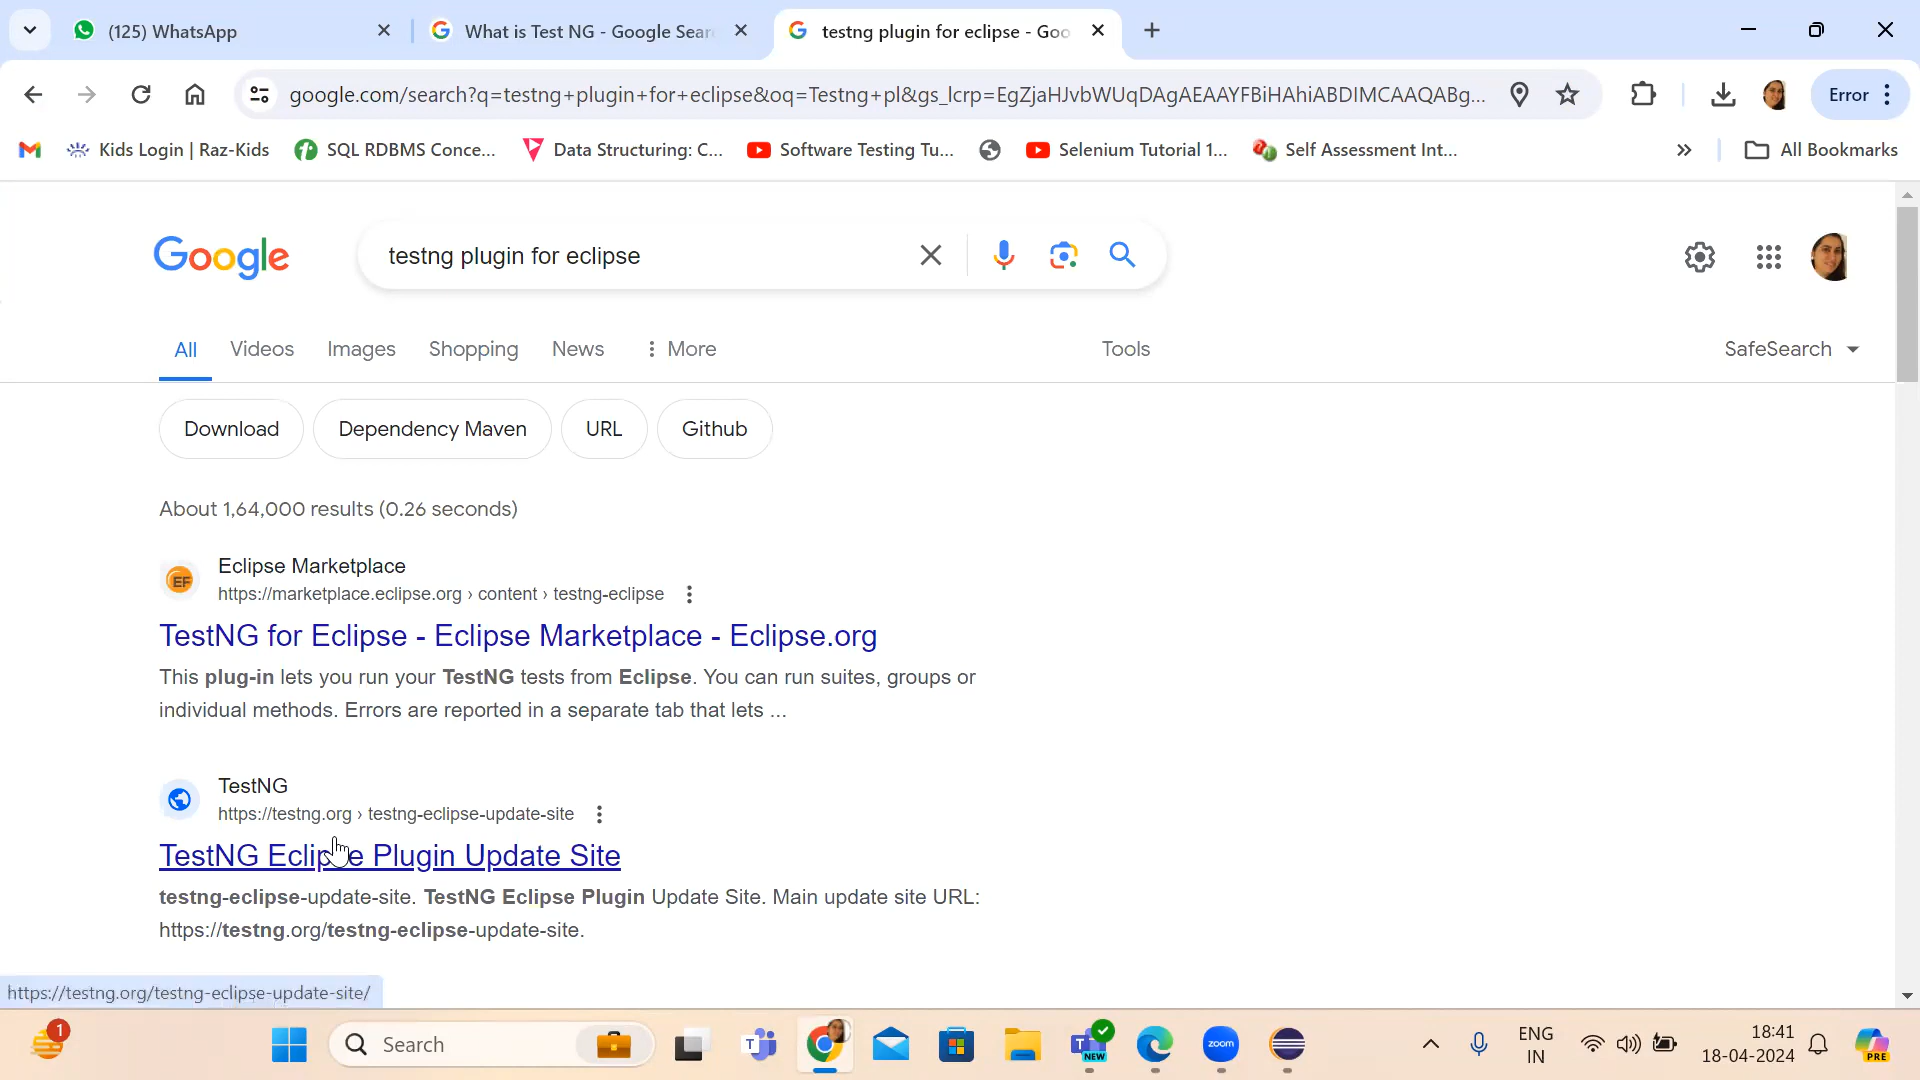 (125) WhatsApp
What is Test NG - Google Sear
testng plugin for eclipse - Goo
google.com/search?q=testng+plugin+for+eclipse&oq=Testng+pl&gs_lcrp=EgZjaHJvbWUqDAgAEAAYFBiHAhiABDIMCAAQABg...
Error
Kids Login | Raz-Kids
SQL RDBMS Conce...
Data Structuring: C...
Software Testing Tu...
Selenium Tutorial 1...
Self Assessment Int...
All Bookmarks
Google
testng plugin for eclipse
All
Videos
Images
Shopping
News
More
Tools
SafeSearch
Download
Dependency Maven
URL
Github
About 1,64,000 results (0.26 seconds)
EF
Eclipse Marketplace
https://marketplace.eclipse.org › content › testng-eclipse
TestNG for Eclipse - Eclipse Marketplace - Eclipse.org
This plug-in lets you run your TestNG tests from Eclipse. You can run suites, groups or
individual methods. Errors are reported in a separate tab that lets ...
TestNG
https://testng.org › testng-eclipse-update-site
TestNG Eclipse Plugin Update Site
testng-eclipse-update-site. TestNG Eclipse Plugin Update Site. Main update site URL:
https://testng.org/testng-eclipse-update-site.
https://testng.org/testng-eclipse-update-site/
1
Search
NEW
zoom
ENG
IN
18:41
18-04-2024
PRE